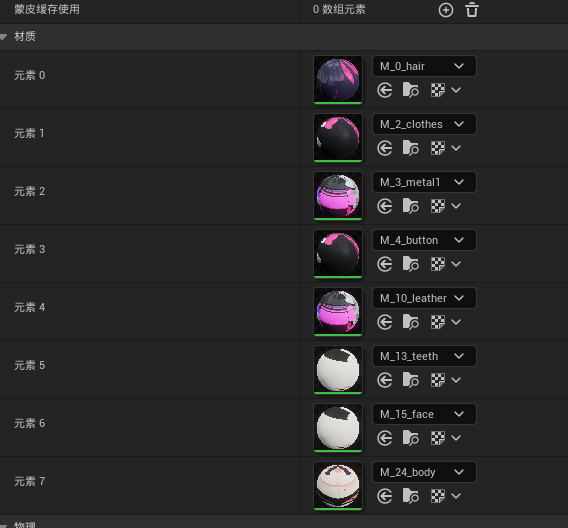 蒙皮缓存使用 0 数组元素
材质
元素 0 M_0_hair
元素 1 M_2_clothes
元素 2 M_3_metal1
元素 3 M_4_button
元素 4 M_10_leather
元素 5 M_13_teeth
元素 6 M_15_face
元素 7 M_24_body
物理